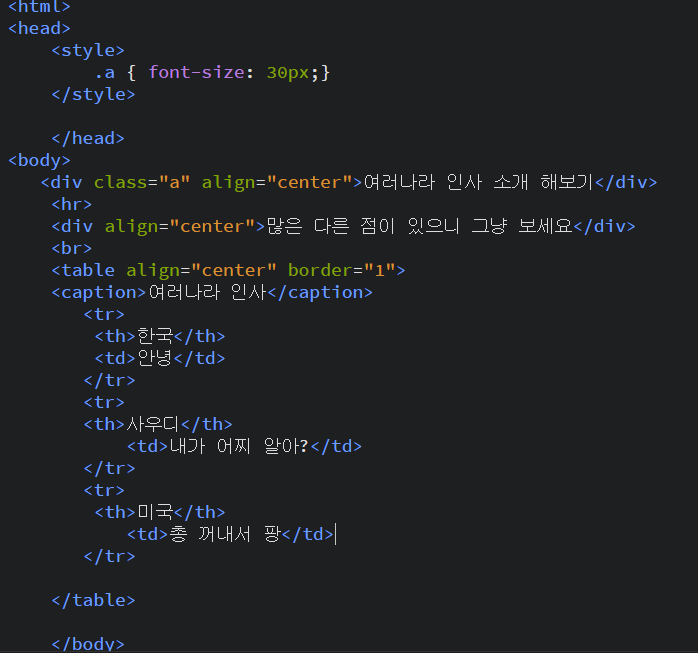 <html>
<head>
<style>
.a { font-size: 30px;}
</style>
</head>
<body>
<div class="a" align="center">여러나라 인사 소개 해보기</div>
<hr>
<div align="center">많은 다른 점이 있으니 그냥 보세요</div>
<br>
<table align="center" border="1">
<caption>여러나라 인사</caption>
<tr>
<th>한국</th>
<td>안녕</td>
</tr>
<tr>
<th>사우디</th>
<td>내가 어찌 알아?</td>
</tr>
<tr>
<th>미국</th>
<td>총 꺼내서 팡</td>
</tr>
</table>
</body>